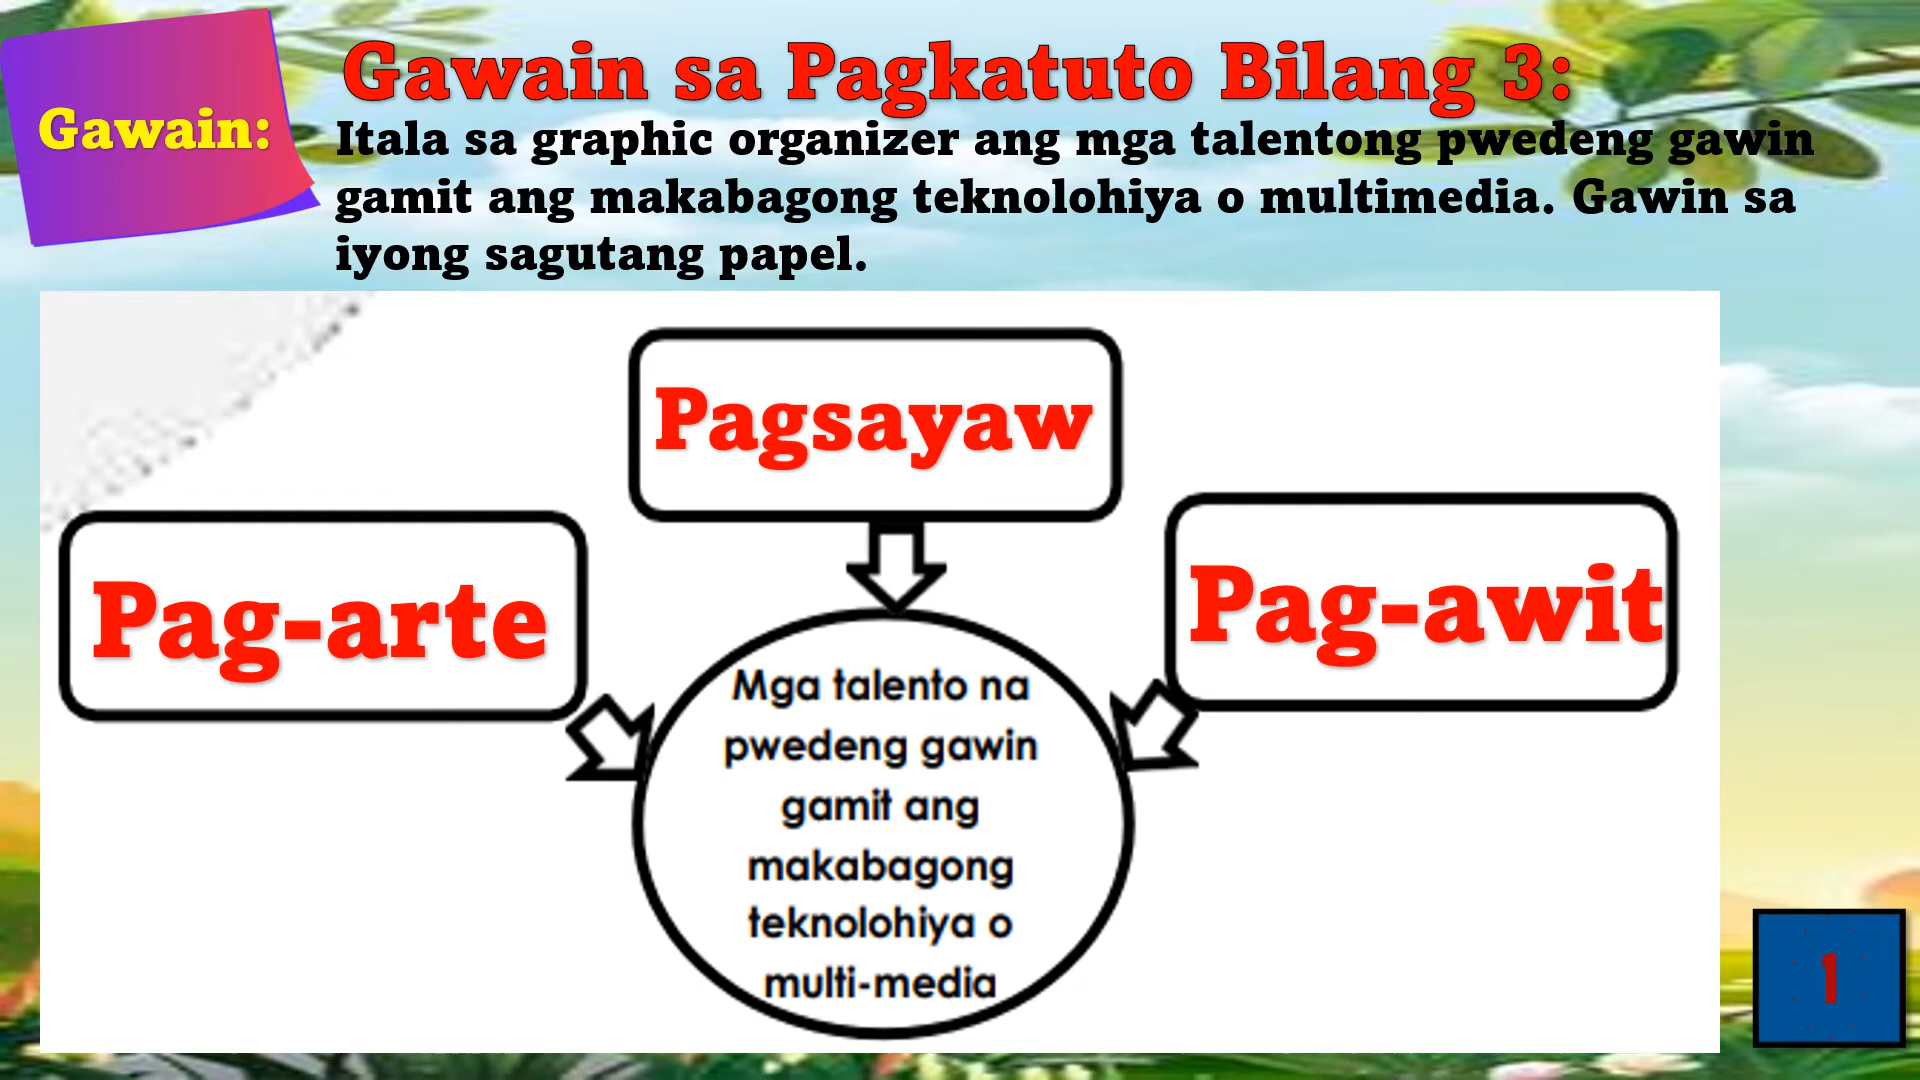 Gawain:
Gawain sa Pagkatuto Bilang 3:
Itala sa graphic organizer ang mga talentong pwedeng gawin
gamit ang makabagong teknolohiya o multimedia. Gawin sa
iyong sagutang papel.
Pagsayaw
Pag-arte
Pag-awit
Mga talento na
pwedeng gawin
gamit ang
makabagong
teknolohiya o
multi-media
1